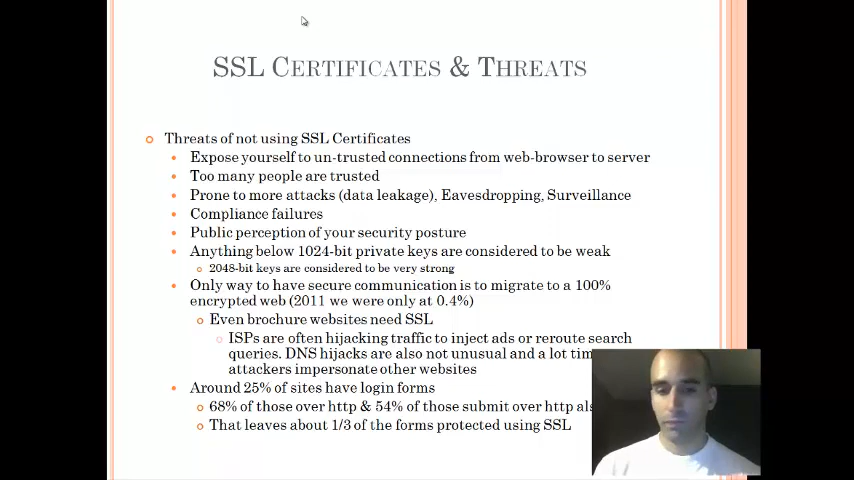 SSL CERTIFICATES & THREATS
Threats of not using SSL Certificates
Expose yourself to un-trusted connections from web-browser to server
Too many people are trusted
Prone to more attacks (data leakage), Eavesdropping, Surveillance
Compliance failures
Public perception of your security posture
Anything below 1024-bit private keys are considered to be weak
2048-bit keys are considered to be very strong
Only way to have secure communication is to migrate to a 100%
encrypted web (2011 we were only at 0.4%)
Even brochure websites need SSL
ISPs are often hijacking traffic to inject ads or reroute search
queries. DNS hijacks are also not unusual and a lot
attackers impersonate other websites
Around 25% of sites have login forms
68% of those over http & 54% of those submit over http
That leaves about 1/3 of the forms protected using SSL